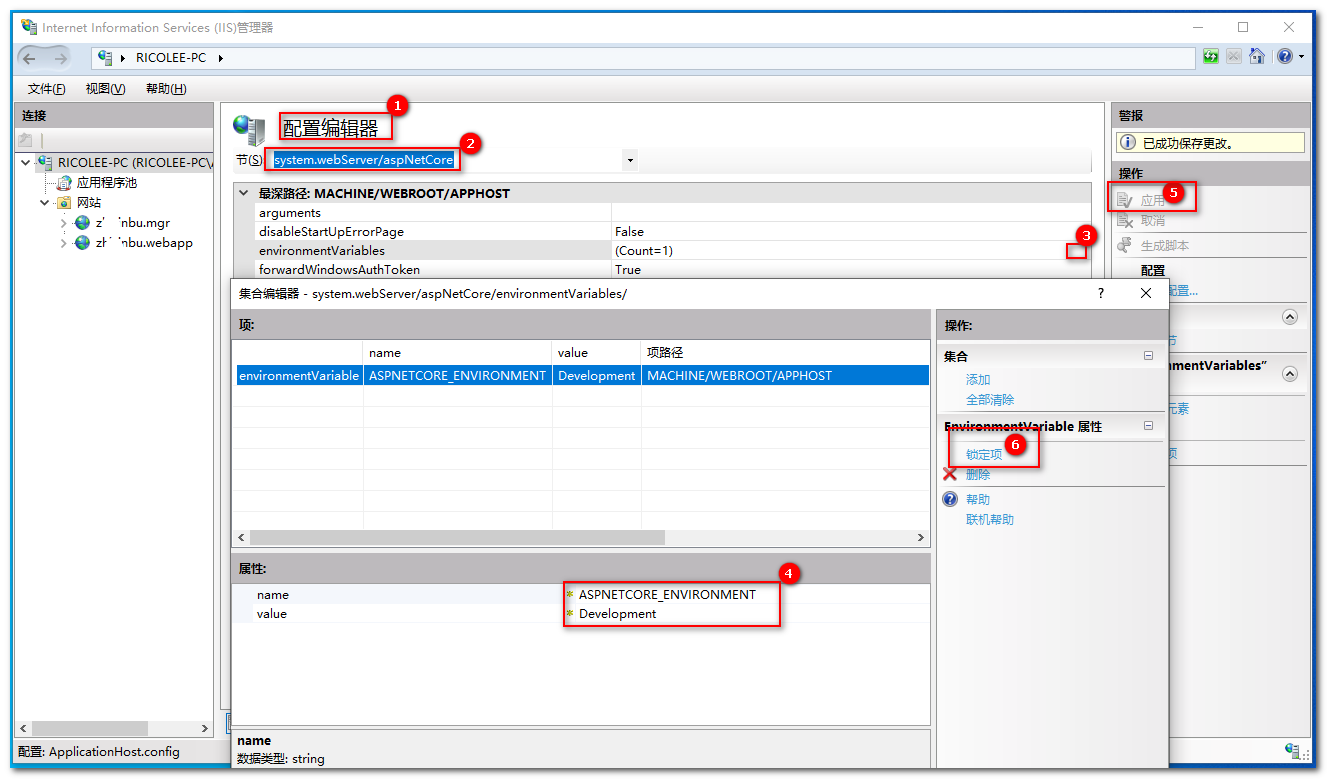 Internet Information Services (IIS)管理器
RICOLEE-PC
文件(F) 视图(V) 帮助(H)
连接
RICOLEE-PC (RICOLEE-PC\
应用程序池
网站
nbu.mgr
nbu.webapp
1
配置编辑器
2
节(S) system.webServer/aspNetCore
最深路径: MACHINE/WEBROOT/APPHOST
arguments
disableStartUpErrorPage False
3
environmentVariables (Count=1)
forwardWindowsAuthToken True
警报
已成功保存更改。
操作
应用 5
取消
生成脚本
配置
配置...
节
nmentVariables"
元素
项
集合编辑器 - system.webServer/aspNetCore/environmentVariables/
?
项:
name value 项路径
environmentVariable ASPNETCORE_ENVIRONMENT Development MACHINE/WEBROOT/APPHOST
属性:
4
name ASPNETCORE_ENVIRONMENT
value Development
name
数据类型: string
操作:
集合
添加
全部清除
EnvironmentVariable 属性
锁定项 6
删除
帮助
联机帮助
配置: ApplicationHost.config